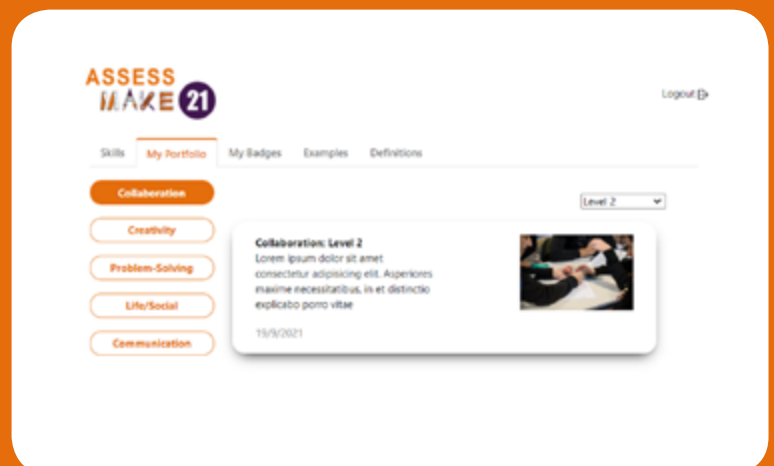 ASSESS
MAKE 21
Logout
Skills My Portfolio My Badges Examples Definitions
Collaboration
Level 2
Creativity
Problem-Solving
Life/Social
Communication
Collaboration: Level 2
Lorem ipsum dolor sit amet
consectetur adipisicing elit. Asperiores
maxime necessitatibus, in et distinctio
explicabo porro vitae
19/9/2021